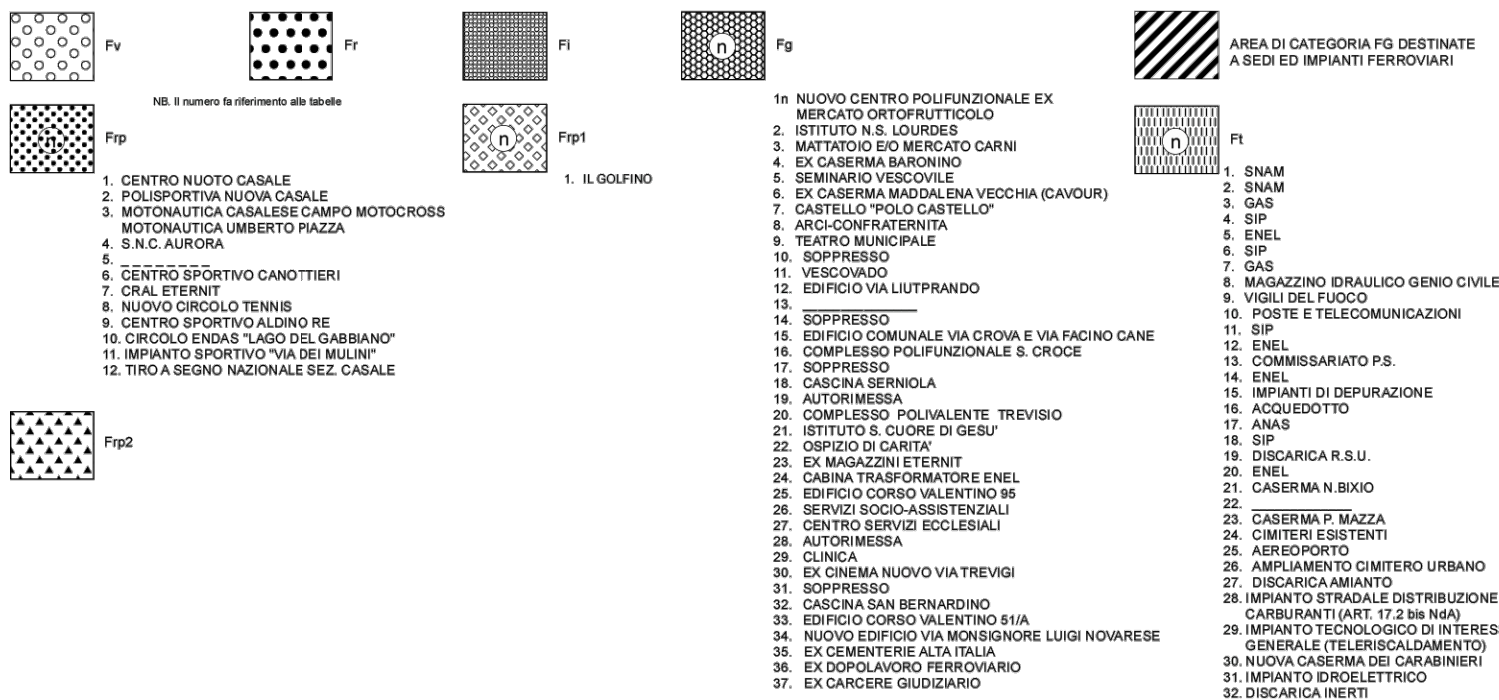 Fv
Fr
Fi
n
Fg
AREA DI CATEGORIA FG DESTINATE
A SEDI ED IMPIANTI FERROVIARI
NB. Il numero fa riferimento alle tabelle
n
Frp
1. CENTRO NUOTO CASALE
2. POLISPORTIVA NUOVA CASALE
3. MOTONAUTICA CASALESE CAMPO MOTOCROSS
MOTONAUTICA UMBERTO PIAZZA
4. S.N.C. AURORA
5. _ _ _ _ _ _ _ _
6. CENTRO SPORTIVO CANOTTIERI
7. CRAL ETERNIT
8. NUOVO CIRCOLO TENNIS
9. CENTRO SPORTIVO ALDINO RE
10. CIRCOLO ENDAS "LAGO DEL GABBIANO"
11. IMPIANTO SPORTIVO "VIA DEI MULINI"
12. TIRO A SEGNO NAZIONALE SEZ. CASALE
Frp2
n
Frp1
1. IL GOLFINO
1n NUOVO CENTRO POLIFUNZIONALE EX
MERCATO ORTOFRUTTICOLO
2. ISTITUTO N.S. LOURDES
3. MATTATOIO E/O MERCATO CARNI
4. EX CASERMA BARONINO
5. SEMINARIO VESCOVILE
6. EX CASERMA MADDALENA VECCHIA (CAVOUR)
7. CASTELLO "POLO CASTELLO"
8. ARCI-CONFRATERNITA
9. TEATRO MUNICIPALE
10. SOPPRESSO
11. VESCOVADO
12. EDIFICIO VIA LIUTPRANDO
13. ______________
14. SOPPRESSO
15. EDIFICIO COMUNALE VIA CROVA E VIA FACINO CANE
16. COMPLESSO POLIFUNZIONALE S. CROCE
17. SOPPRESSO
18. CASCINA SERNIOLA
19. AUTORIMESSA
20. COMPLESSO POLIVALENTE TREVISIO
21. ISTITUTO S. CUORE DI GESU'
22. OSPIZIO DI CARITA'
23. EX MAGAZZINI ETERNIT
24. CABINA TRASFORMATORE ENEL
25. EDIFICIO CORSO VALENTINO 95
26. SERVIZI SOCIO-ASSISTENZIALI
27. CENTRO SERVIZI ECCLESIALI
28. AUTORIMESSA
29. CLINICA
30. EX CINEMA NUOVO VIA TREVIGI
31. SOPPRESSO
32. CASCINA SAN BERNARDINO
33. EDIFICIO CORSO VALENTINO 51/A
34. NUOVO EDIFICIO VIA MONSIGNORE LUIGI NOVARESE
35. EX CEMENTERIE ALTA ITALIA
36. EX DOPOLAVORO FERROVIARIO
37. EX CARCERE GIUDIZIARIO
n
Ft
1. SNAM
2. SNAM
3. GAS
4. SIP
5. ENEL
6. SIP
7. GAS
8. MAGAZZINO IDRAULICO GENIO CIVILE
9. VIGILI DEL FUOCO
10. POSTE E TELECOMUNICAZIONI
11. SIP
12. ENEL
13. COMMISSARIATO P.S.
14. ENEL
15. IMPIANTI DI DEPURAZIONE
16. ACQUEDOTTO
17. ANAS
18. SIP
19. DISCARICA R.S.U.
20. ENEL
21. CASERMA N.BIXIO
22. ______________
23. CASERMA P. MAZZA
24. CIMITERI ESISTENTI
25. AEREOPORTO
26. AMPLIAMENTO CIMITERO URBANO
27. DISCARICA AMIANTO
28. IMPIANTO STRADALE DISTRIBUZIONE
CARBURANTI (ART. 17.2 bis NdA)
29. IMPIANTO TECNOLOGICO DI INTERES
GENERALE (TELERISCALDAMENTO)
30. NUOVA CASERMA DEI CARABINIERI
31. IMPIANTO IDROELETTRICO
32. DISCARICA INERTI